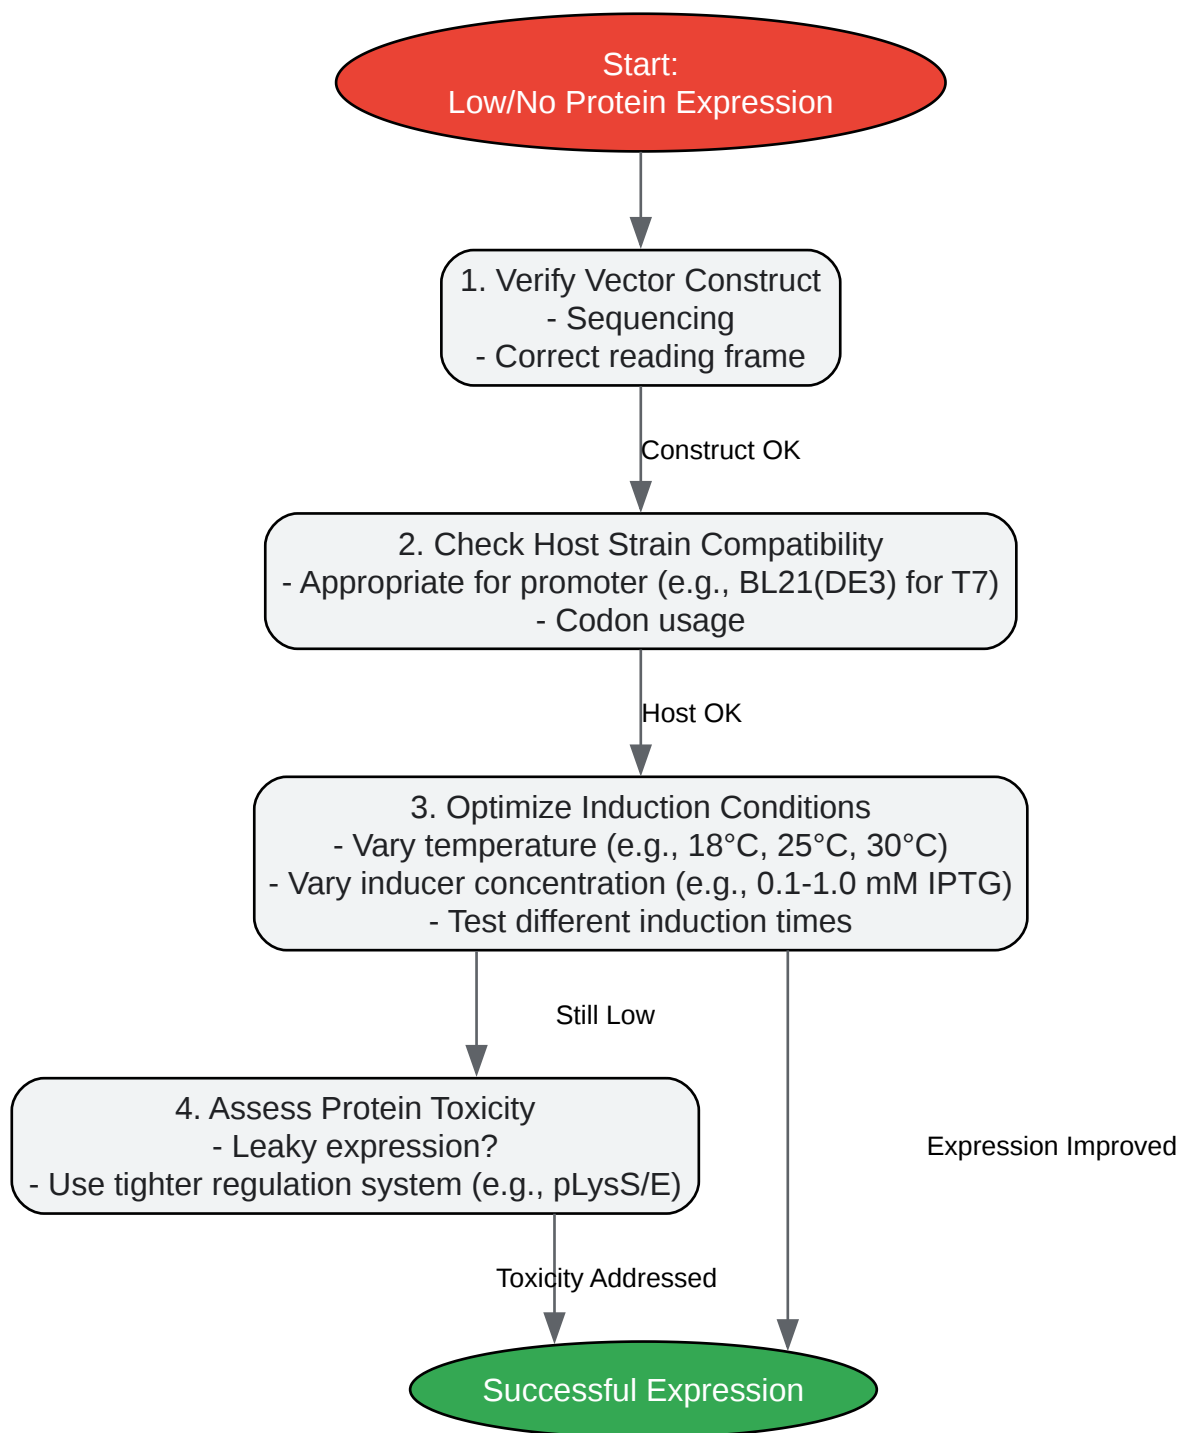 Start:
Low/No Protein Expression
1. Verify Vector Construct
- Sequencing
- Correct reading frame
Construct OK
2. Check Host Strain Compatibility
- Appropriate for promoter (e.g., BL21(DE3) for T7)
- Codon usage
Host OK
3. Optimize Induction Conditions
- Vary temperature (e.g., 18°C, 25°C, 30°C)
- Vary inducer concentration (e.g., 0.1-1.0 mM IPTG)
- Test different induction times
Still Low
4. Assess Protein Toxicity
- Leaky expression?
- Use tighter regulation system (e.g., pLysS/E)
Expression Improved
Toxicity Addressed
Successful Expression